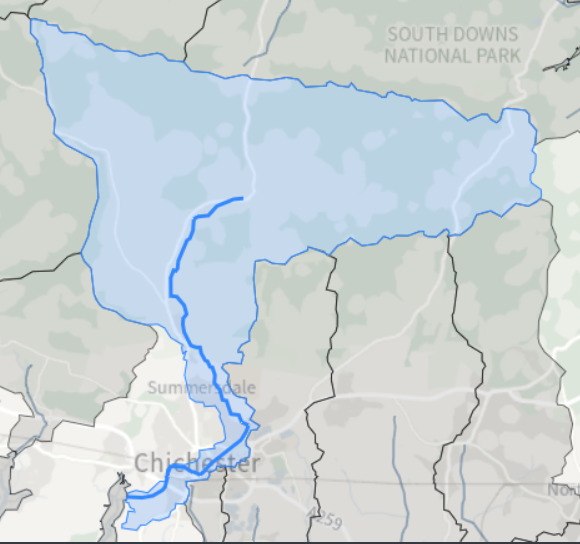 SOUTH DOWNS
NATIONAL PARK
Summersdale
Chichester
A259